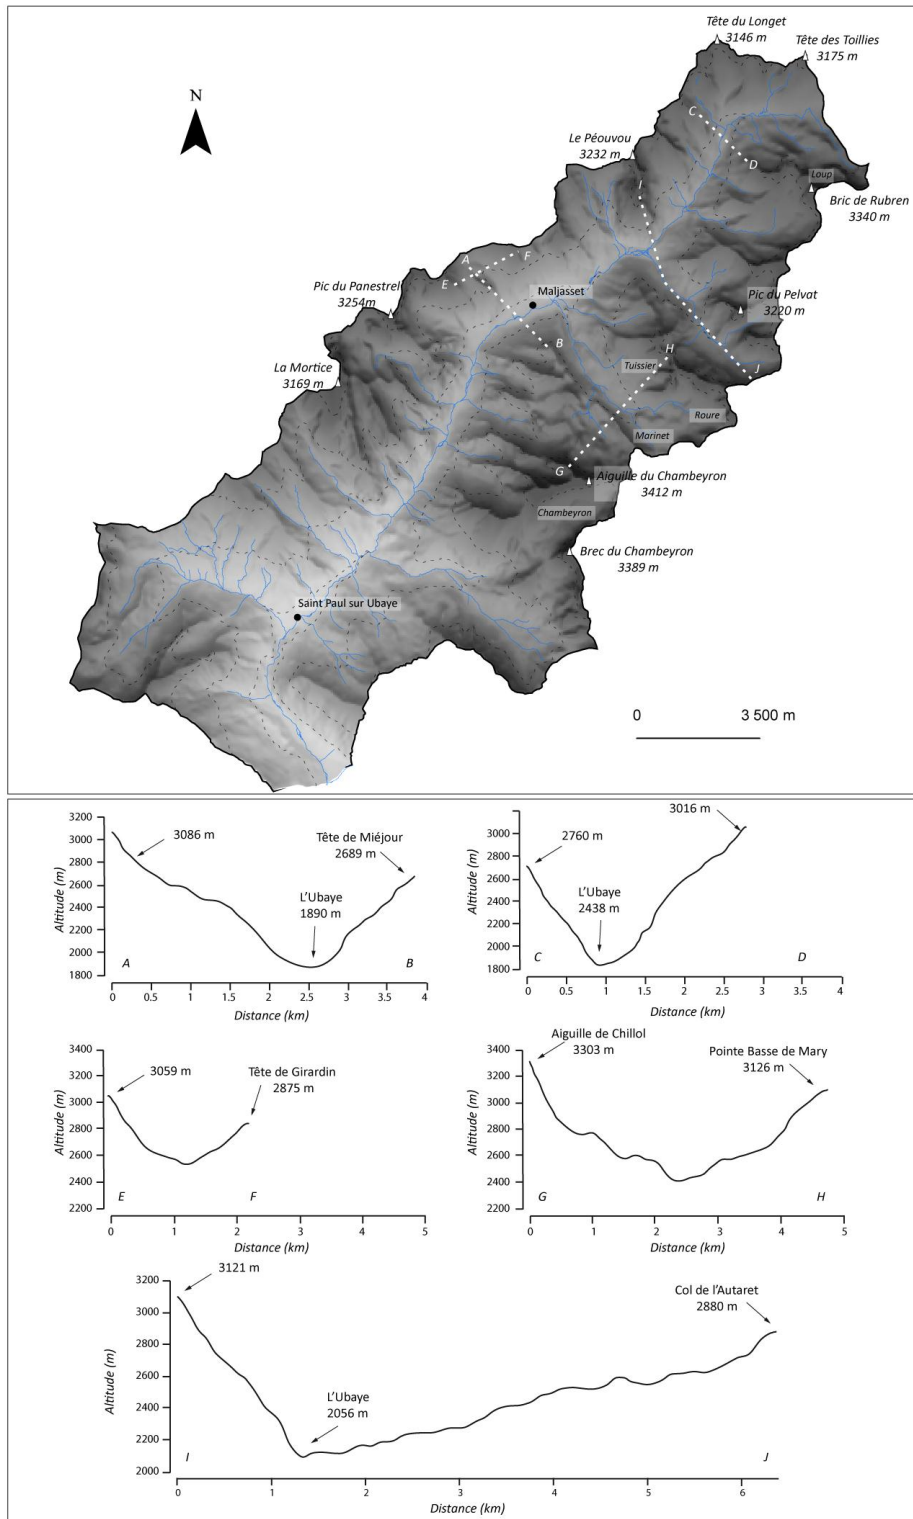 Tête du Longet
3146 m
Tête des Toillies
3175 m
N
C
Le Péouvou
3232 m
D
I
Loup
Bric de Rubren
3340 m
A
F
E
Pic du Panestrel
3254m
Maljasset
Pic du Pelvat
3220 m
B
H
La Mortice
3169 m
Tuissier
J
Roure
Marinet
G
Aiguille du Chambeyron
3412 m
Chambeyron
Brec du Chambeyron
3389 m
Saint Paul sur Ubaye
0 3 500 m
3200
3000
2800
2600
2400
2200
2000
1800
Altitude (m)
3086 m
Tête de Miéjour
2689 m
L'Ubaye
1890 m
A
B
0 0.5 1 1.5 2 2.5 3 3.5 4
Distance (km)
3000
2800
2600
2400
2200
2000
1800
Altitude (m)
3016 m
2760 m
L'Ubaye
2438 m
C
D
0 0.5 1 1.5 2 2.5 3 3.5 4
Distance (km)
3400
3200
3000
2800
2600
2400
2200
Altitude (m)
3059 m
Tête de Girardin
2875 m
E
F
0 1 2 3 4 5
Distance (km)
3400
3200
3000
2800
2600
2400
2200
Altitude (m)
Aiguille de Chillol
3303 m
Pointe Basse de Mary
3126 m
G
H
0 1 2 3 4 5
Distance (km)
3200
3000
2800
2600
2400
2200
2000
Altitude (m)
3121 m
Col de l'Autaret
2880 m
L'Ubaye
2056 m
I
J
0 1 2 3 4 5 6
Distance (km)